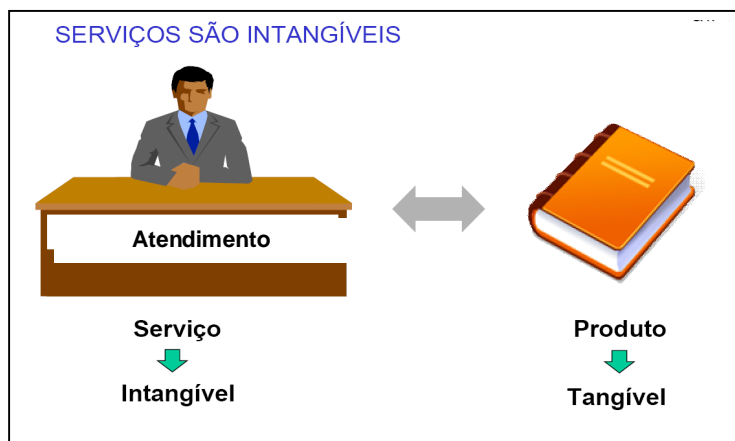 SERVIÇOS SÃO INTANGÍVEIS
Atendimento
Serviço
Intangível
Produto
Tangível